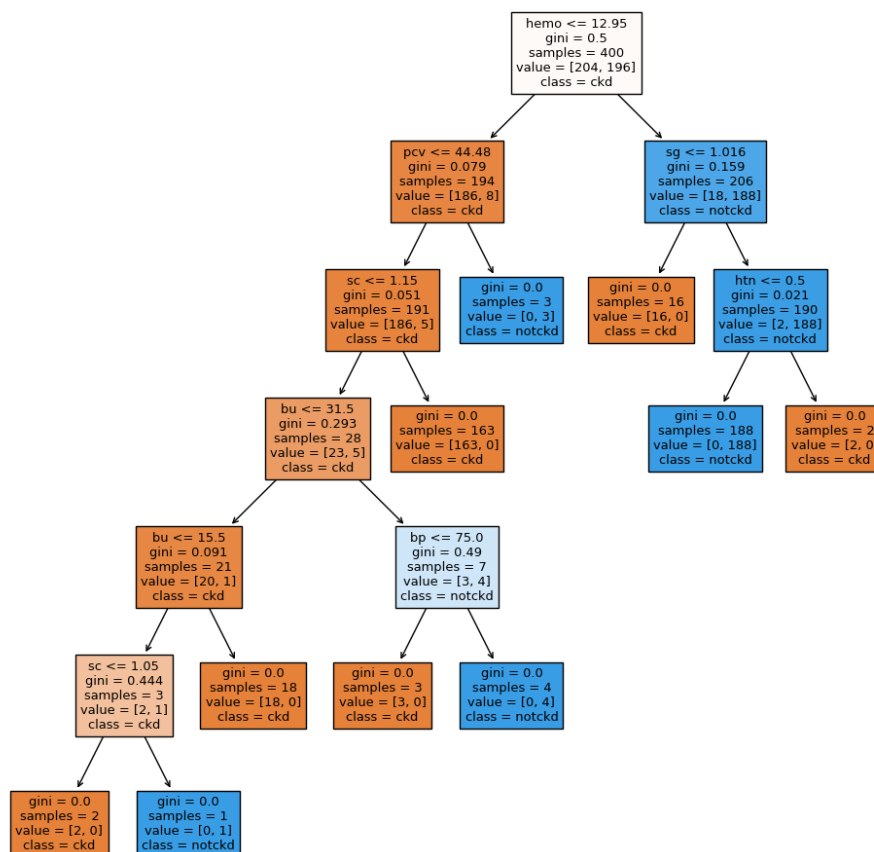 hemo <= 12.95
gini = 0.5
samples = 400
value = [204, 196]
class = ckd
pcv <= 44.48
gini = 0.079
samples = 194
value = [186, 8]
class = ckd
sg <= 1.016
gini = 0.159
samples = 206
value = [18, 188]
class = notckd
sc <= 1.15
gini = 0.051
samples = 191
value = [186, 5]
class = ckd
gini = 0.0
samples = 3
value = [0, 3]
class = notckd
gini = 0.0
samples = 16
value = [16, 0]
class = ckd
htn <= 0.5
gini = 0.021
samples = 190
value = [2, 188]
class = notckd
bu <= 31.5
gini = 0.293
samples = 28
value = [23, 5]
class = ckd
gini = 0.0
samples = 163
value = [163, 0]
class = ckd
gini = 0.0
samples = 188
value = [0, 188]
class = notckd
gini = 0.0
samples = 2
value = [2, 0]
class = ckd
bu <= 15.5
gini = 0.091
samples = 21
value = [20, 1]
class = ckd
bp <= 75.0
gini = 0.49
samples = 7
value = [3, 4]
class = notckd
sc <= 1.05
gini = 0.444
samples = 3
value = [2, 1]
class = ckd
gini = 0.0
samples = 18
value = [18, 0]
class = ckd
gini = 0.0
samples = 3
value = [3, 0]
class = ckd
gini = 0.0
samples = 4
value = [0, 4]
class = notckd
gini = 0.0
samples = 2
value = [2, 0]
class = ckd
gini = 0.0
samples = 1
value = [0, 1]
class = notckd